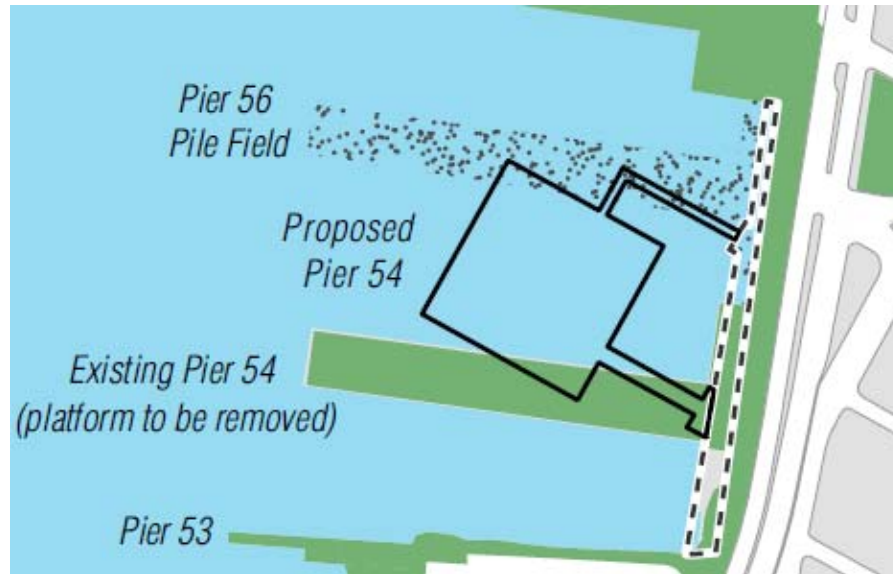 Pier 56
Pile Field
Proposed
Pier 54
Existing Pier 54
(platform to be removed)
Pier 53